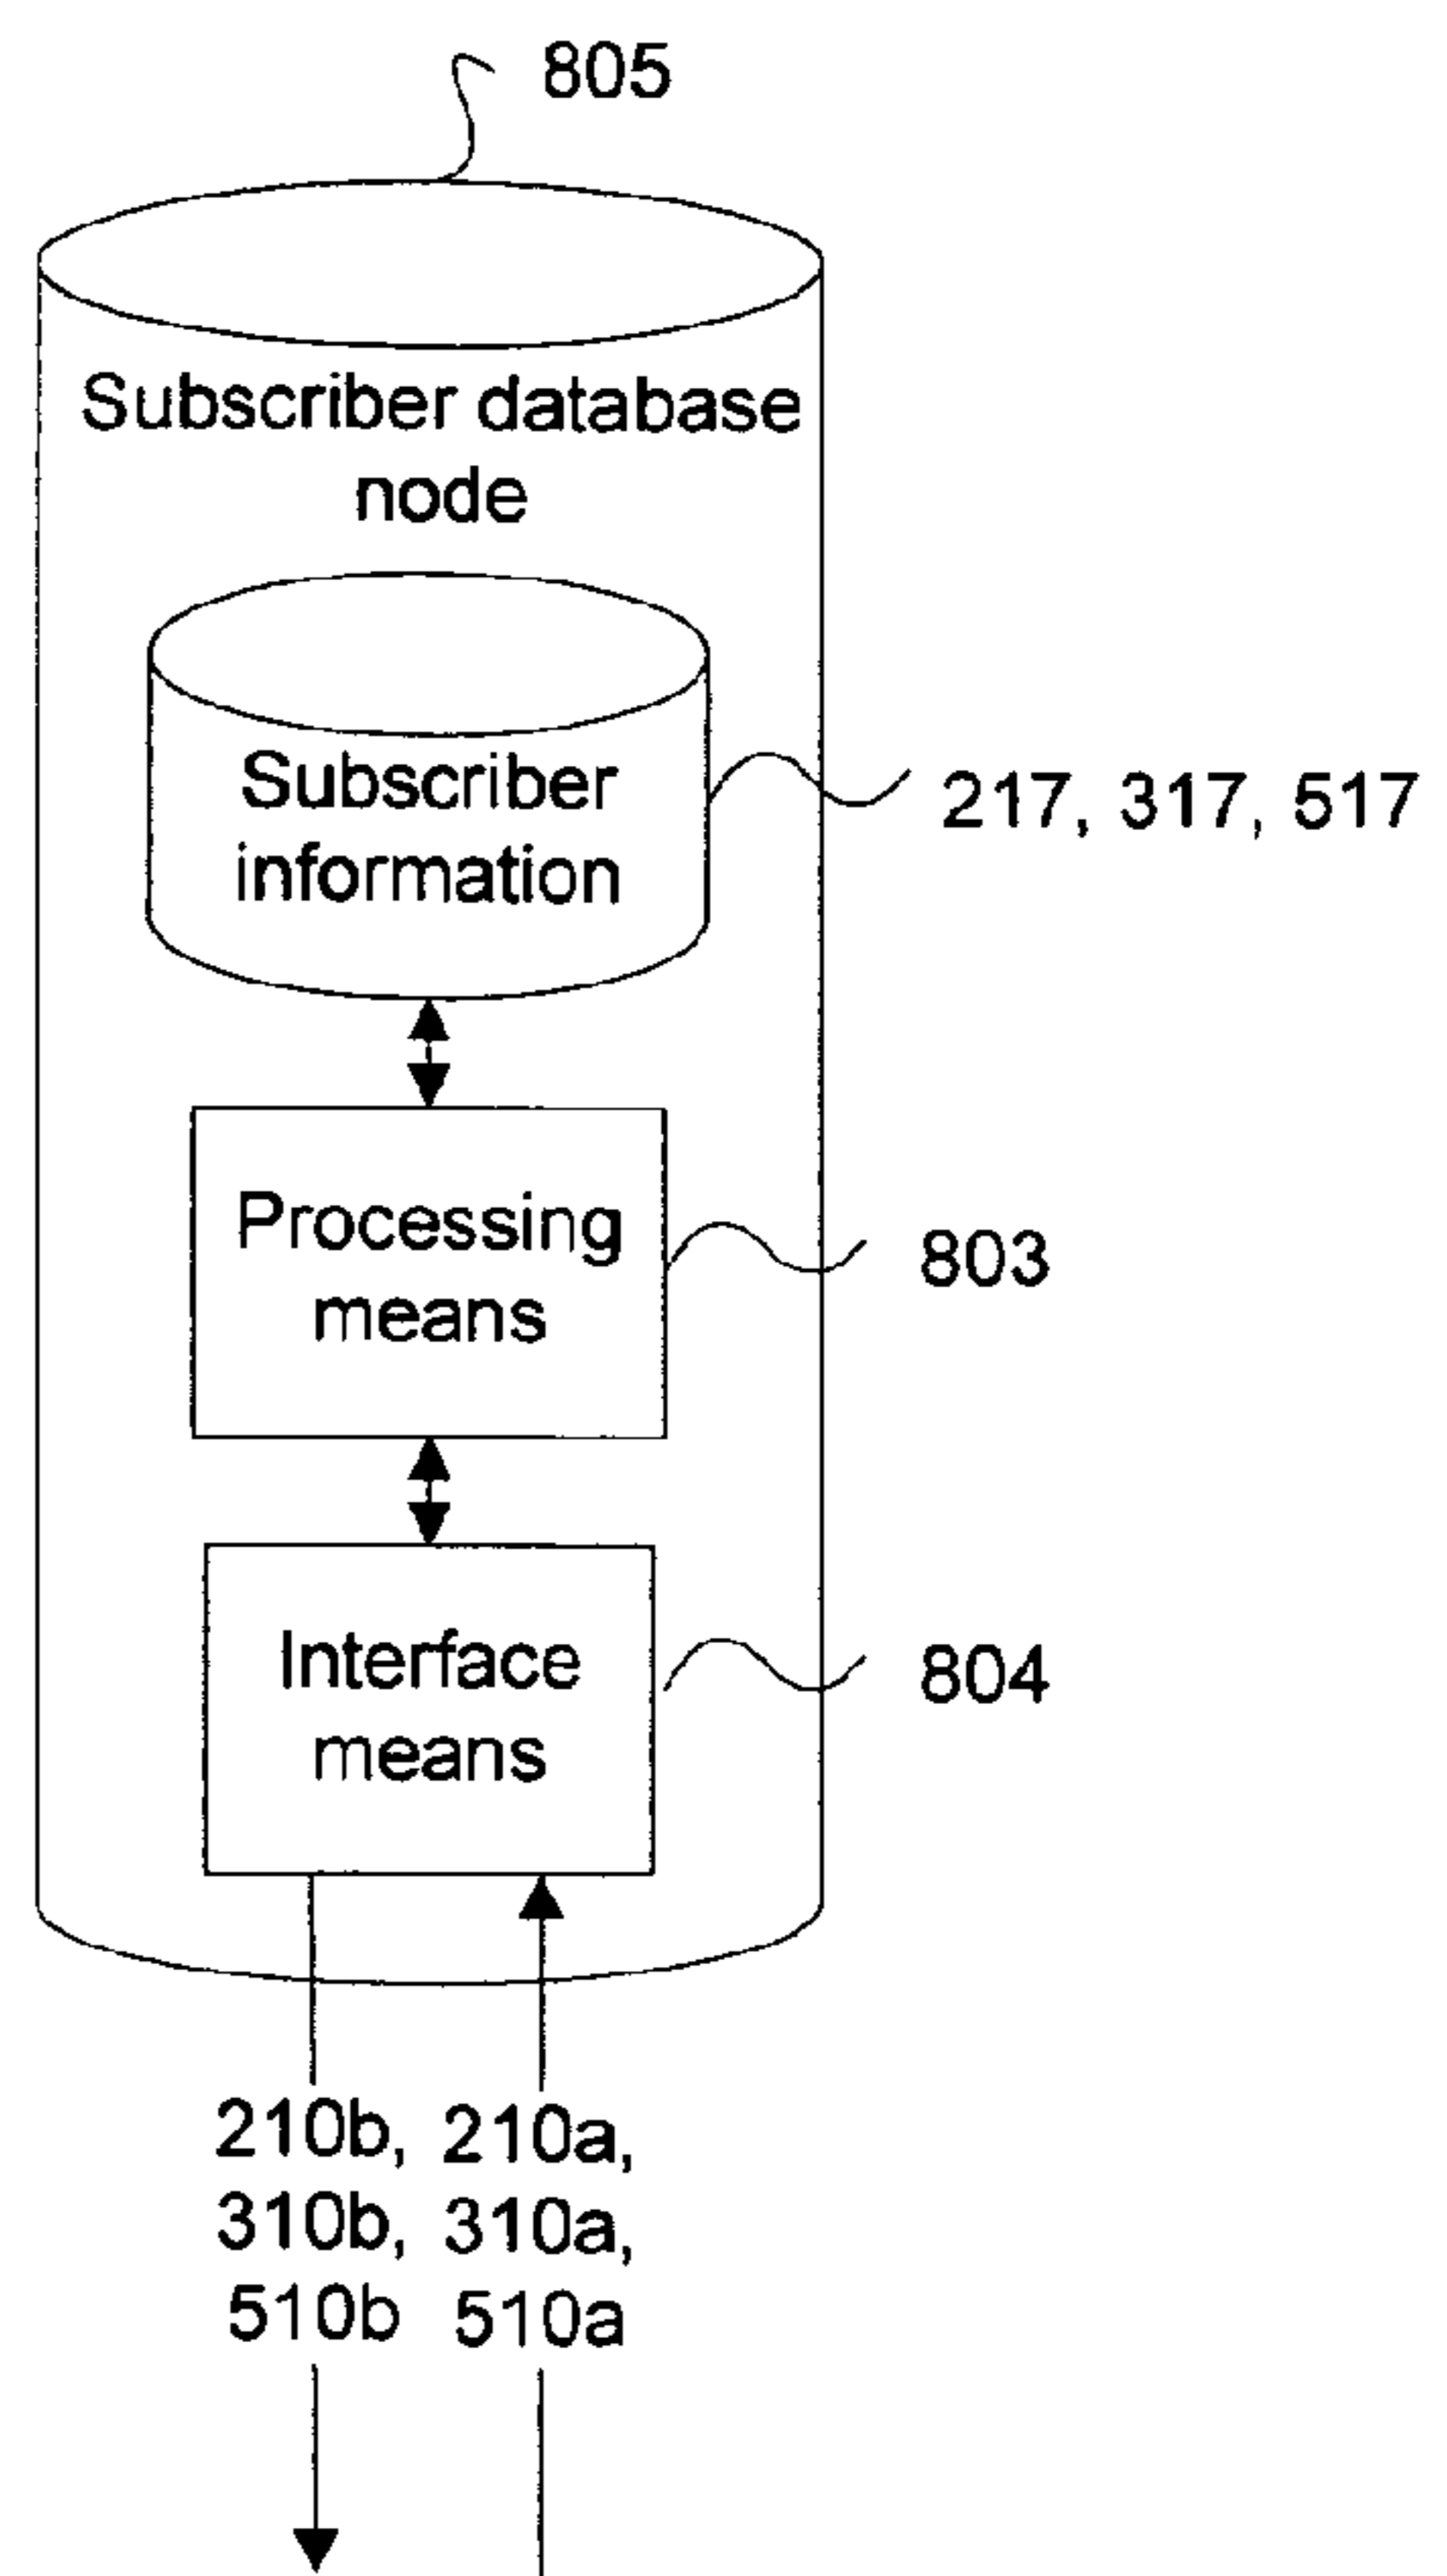 805
Subscriber database
node
Subscriber
information
217, 317, 517
Processing
means
803
Interface
means
804
210b, 210a,
310b, 310a,
510b 510a